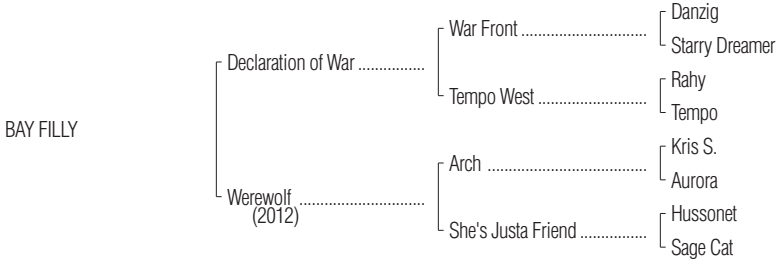 Danzig
War Front ..............................
Starry Dreamer
Declaration of War ................
Rahy
Tempo West ..........................
Tempo
BAY FILLY
Kris S.
Arch ......................................
Aurora
Werewolf ..............................
(2012)
Hussonet
She's Justa Friend ................
Sage Cat